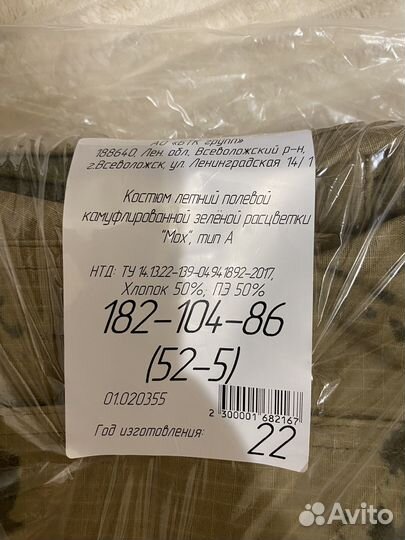 АО «БТК групп»
188640, Лен. обл., Всеволожский р-н,
г.Всеволожск, ул. Ленинградская 14/1
Костюм летний полевой
камуфлированной зеленой расцветки
"Мох", тип А
НТД: ТУ 14.13.22-139-04941892-2017,
Хлопок 50%; ПЭ 50%
182-104-86
(52-5)
01.020355
2 300001 682167
Год изготовления: 22
Avito